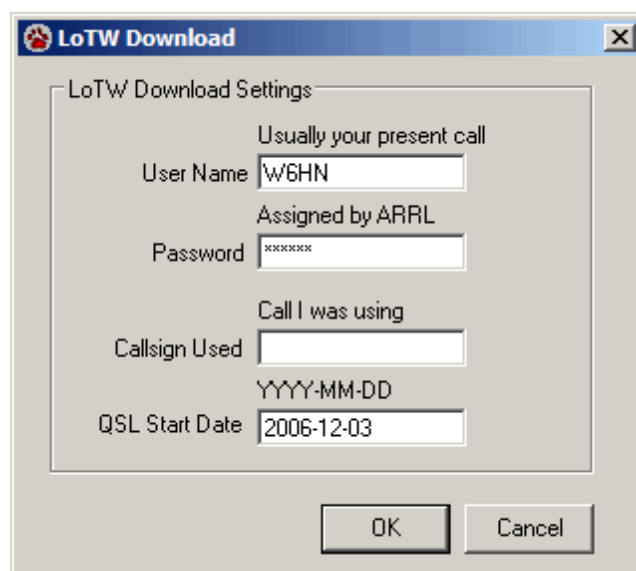 LoTW Download
LoTW Download Settings
Usually your present call
User Name W6HN
Assigned by ARRL
Password ******
Call I was using
Callsign Used
YYYY-MM-DD
QSL Start Date 2006-12-03
OK Cancel